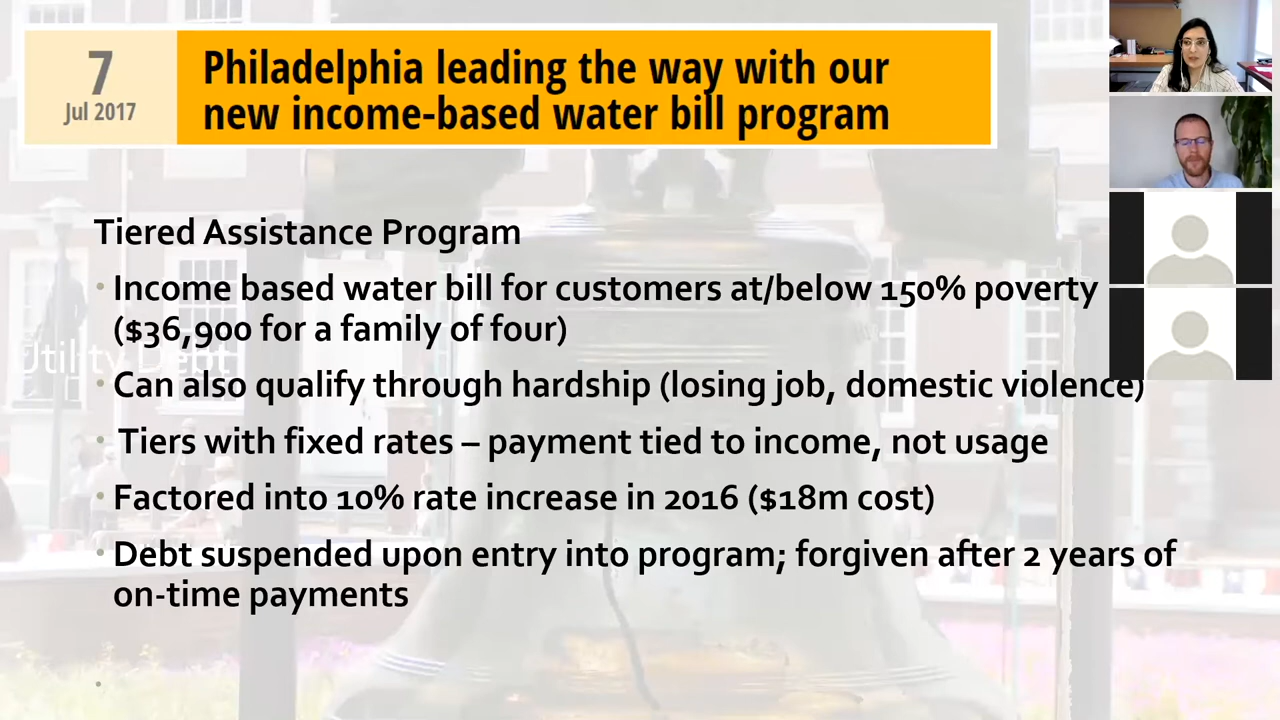 7
Jul 2017
Philadelphia leading the way with our
new income-based water bill program
Tiered Assistance Program
• Income based water bill for customers at/below 150% poverty
($36,900 for a family of four)
Utility Debt
• Can also qualify through hardship (losing job, domestic violence)
• Tiers with fixed rates – payment tied to income, not usage
• Factored into 10% rate increase in 2016 ($18m cost)
• Debt suspended upon entry into program; forgiven after 2 years of
on-time payments
•